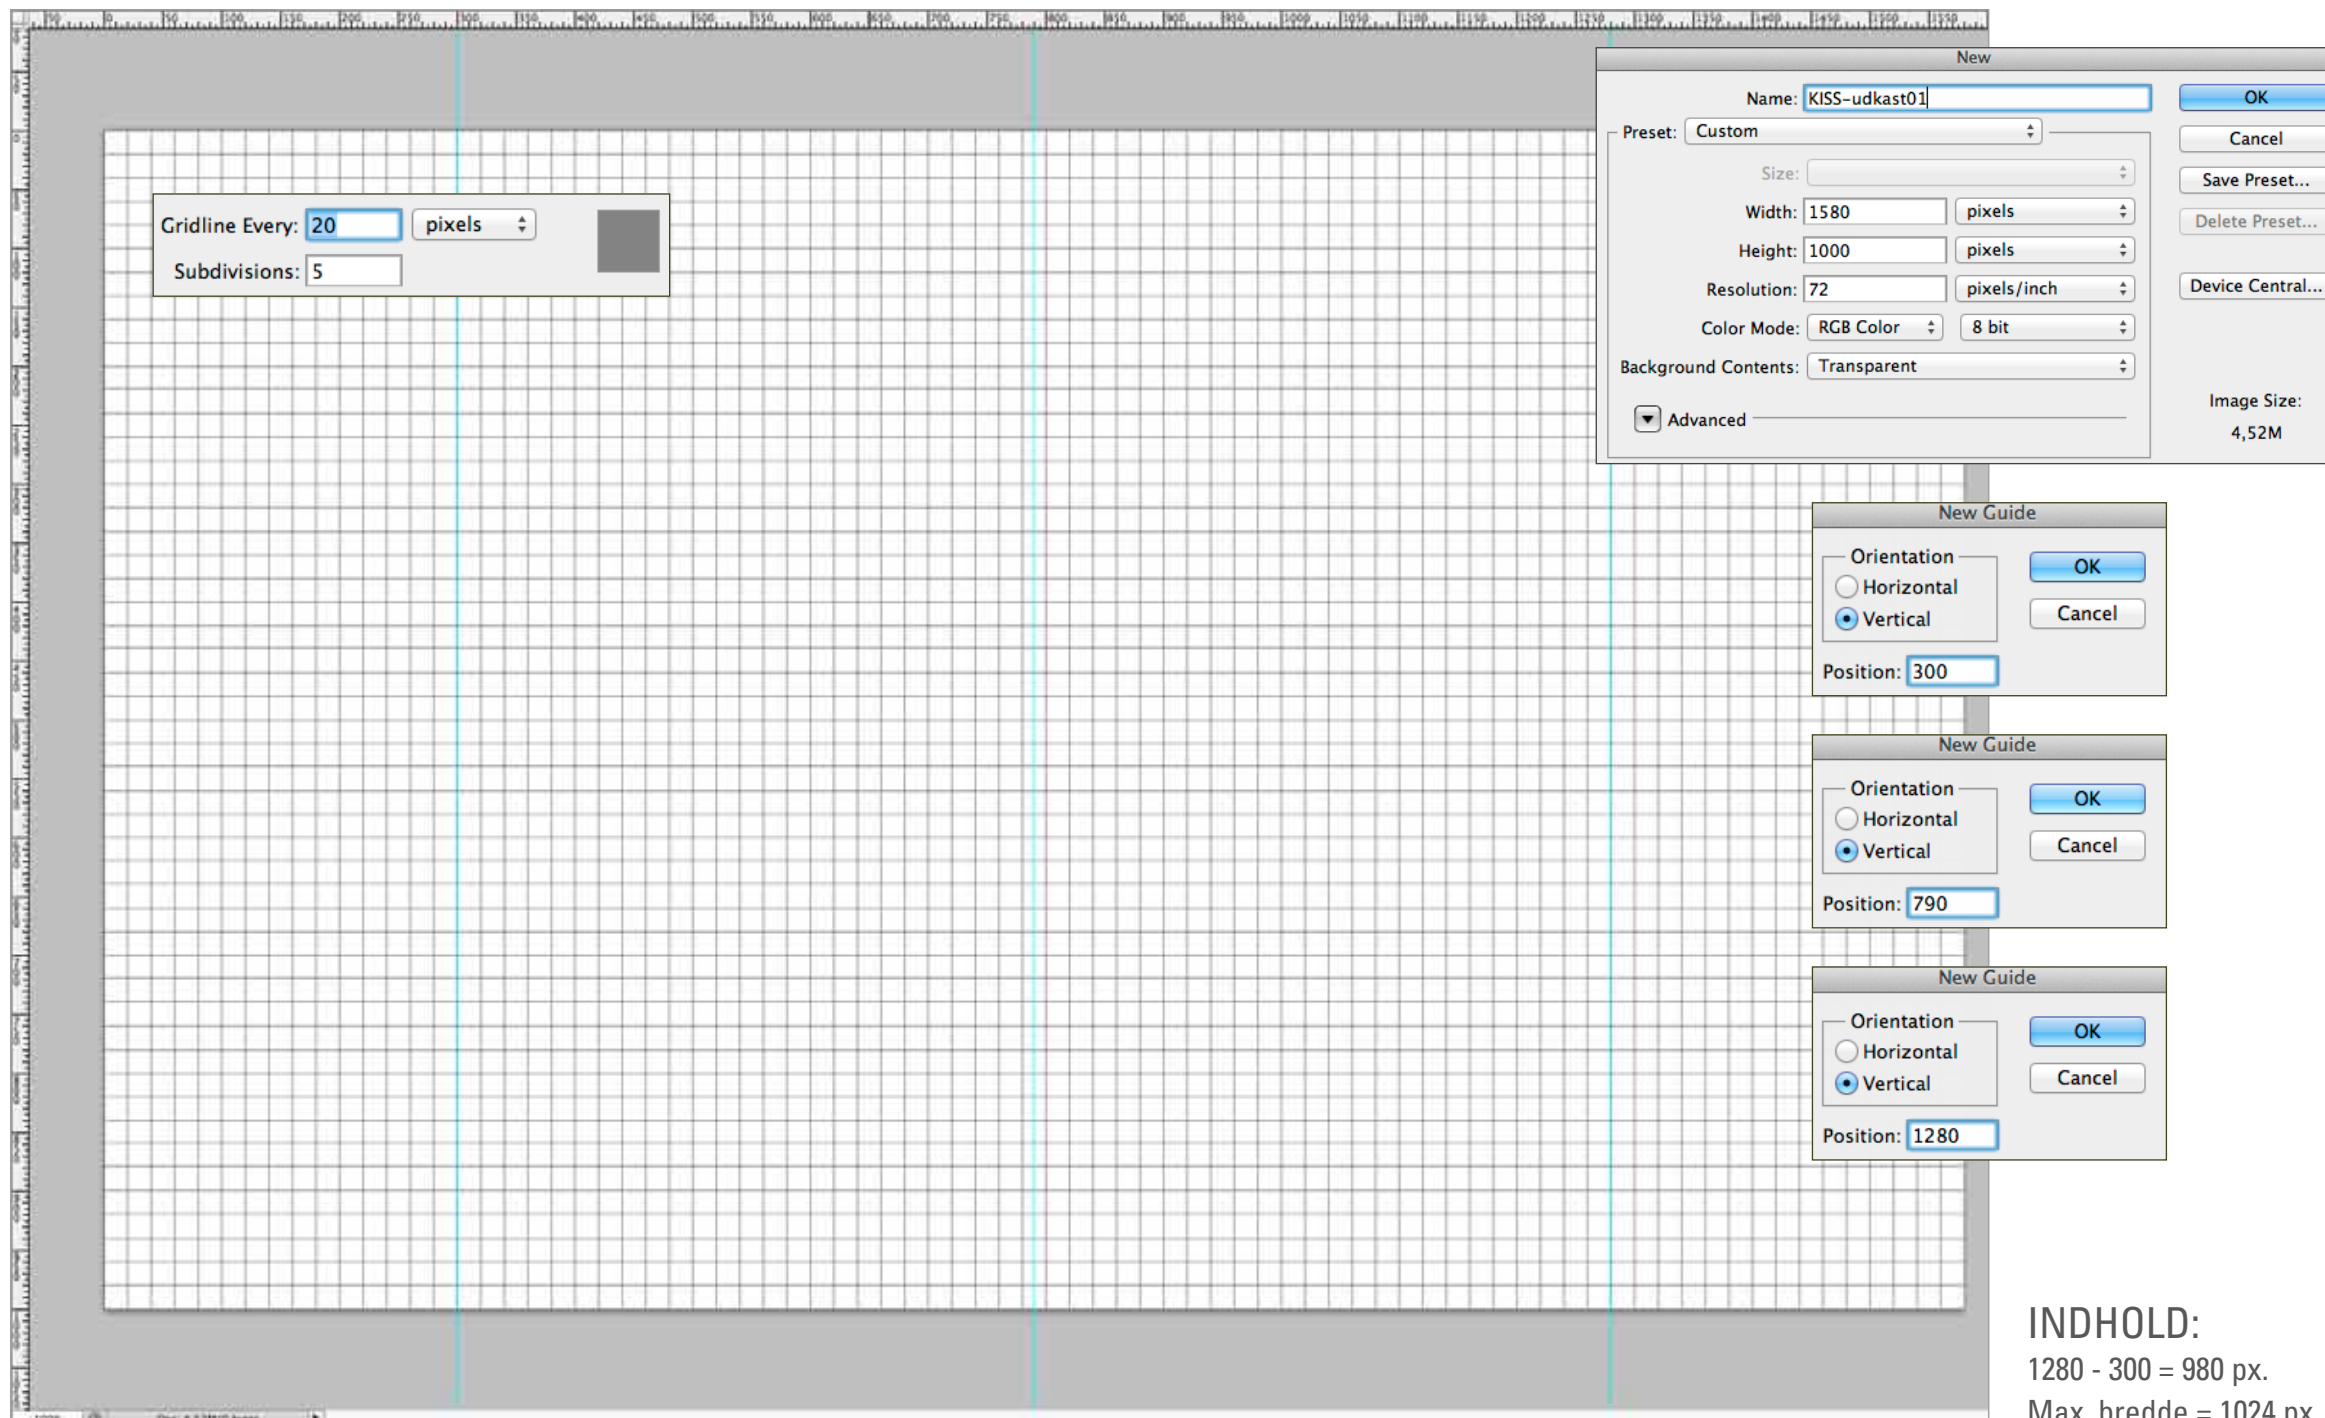 New
Name: KISS-udkast01
OK
Preset: Custom
Cancel
Size:
Save Preset...
Width: 1580 pixels
Delete Preset...
Height: 1000 pixels
Resolution: 72 pixels/inch
Device Central...
Color Mode: RGB Color 8 bit
Background Contents: Transparent
Advanced
Image Size:
4,52M
Gridline Every: 20 pixels
Subdivisions: 5
New Guide
Orientation
OK
Horizontal
Cancel
Vertical
Position: 300
New Guide
Orientation
OK
Horizontal
Cancel
Vertical
Position: 790
New Guide
Orientation
OK
Horizontal
Cancel
Vertical
Position: 1280
INDHOLD:
1280 - 300 = 980 px.
Max. bredde = 1024 px